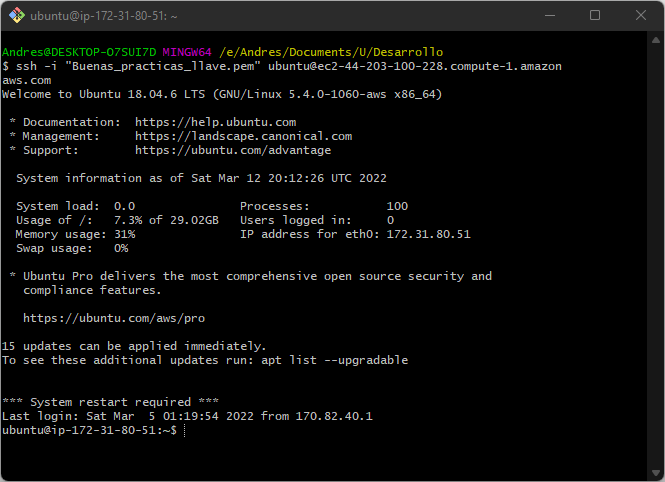 ubuntu@ip-172-31-80-51: ~
Andres@DESKTOP-O7SUI7D MINGW64 /e/Andres/Documents/U/Desarrollo
$ ssh -i "Buenas_practicas_llave.pem" ubuntu@ec2-44-203-100-228.compute-1.amazon
aws.com
Welcome to Ubuntu 18.04.6 LTS (GNU/Linux 5.4.0-1060-aws x86_64)
* Documentation:  https://help.ubuntu.com
* Management:     https://landscape.canonical.com
* Support:        https://ubuntu.com/advantage
System information as of Sat Mar 12 20:12:26 UTC 2022
System load:  0.0               Processes:           100
Usage of /:   7.3% of 29.02GB   Users logged in:     0
Memory usage: 31%               IP address for eth0: 172.31.80.51
Swap usage:   0%
* Ubuntu Pro delivers the most comprehensive open source security and
compliance features.
https://ubuntu.com/aws/pro
15 updates can be applied immediately.
To see these additional updates run: apt list --upgradable
*** System restart required ***
Last login: Sat Mar  5 01:19:54 2022 from 170.82.40.1
ubuntu@ip-172-31-80-51:~$